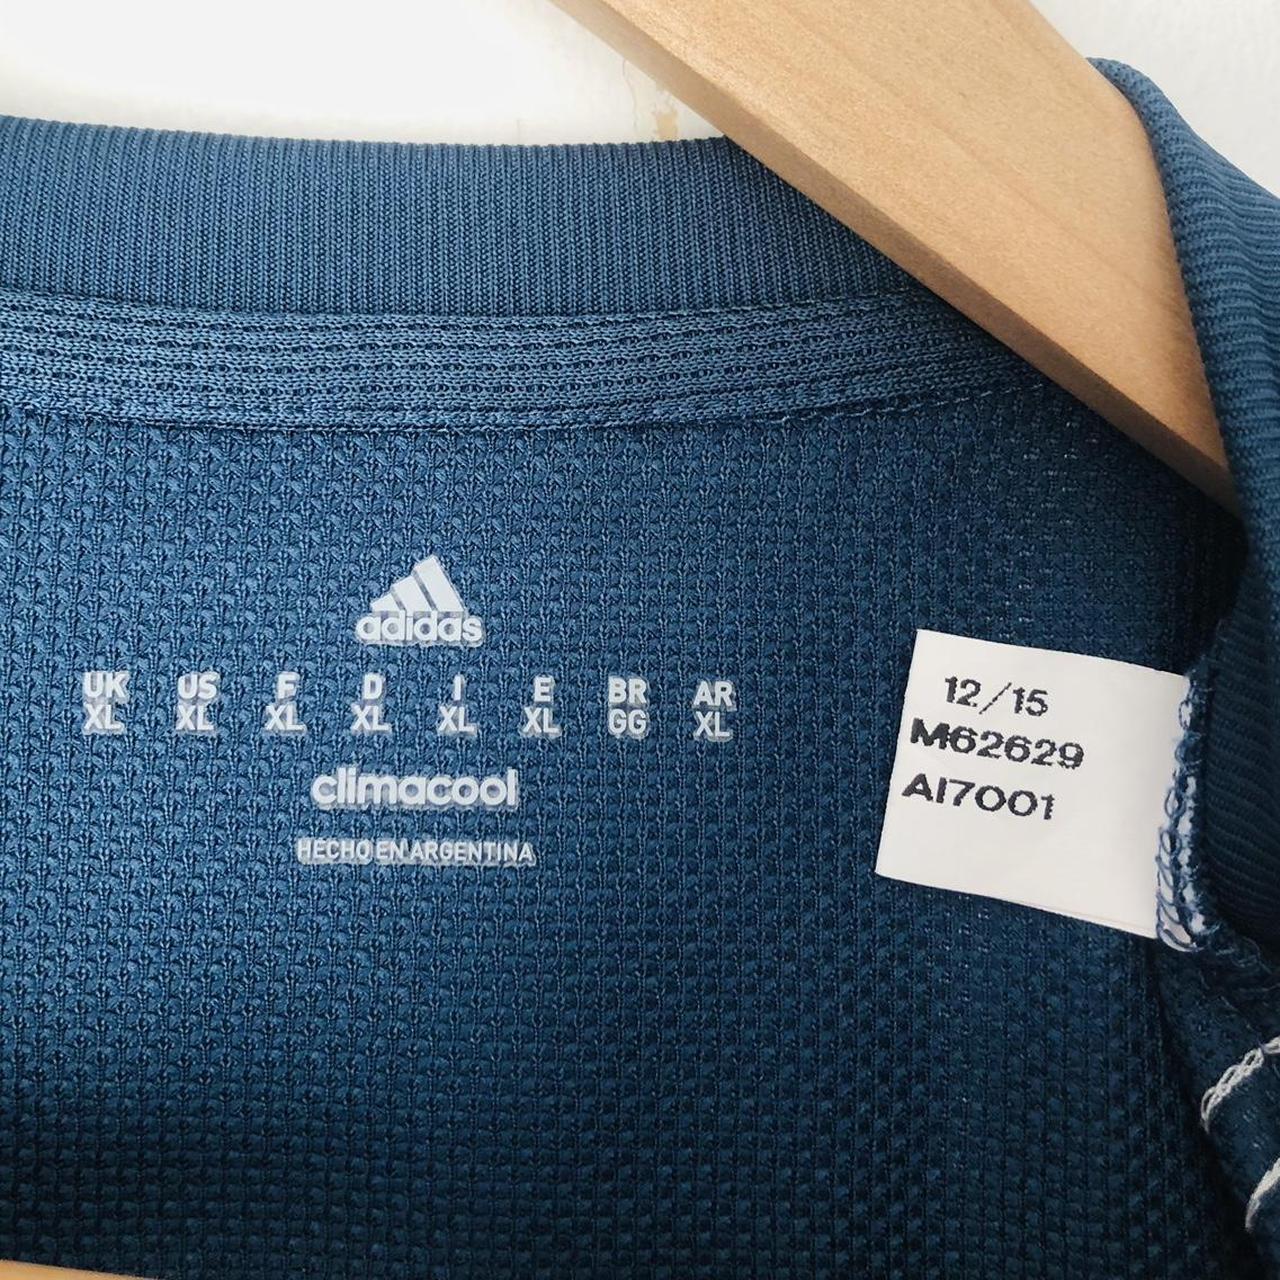 adidas
UK US F D I E BR AR
XL XL XL XL XL XL GG XL
climacool
HECHO EN ARGENTINA
12/15
M62629
AI7001